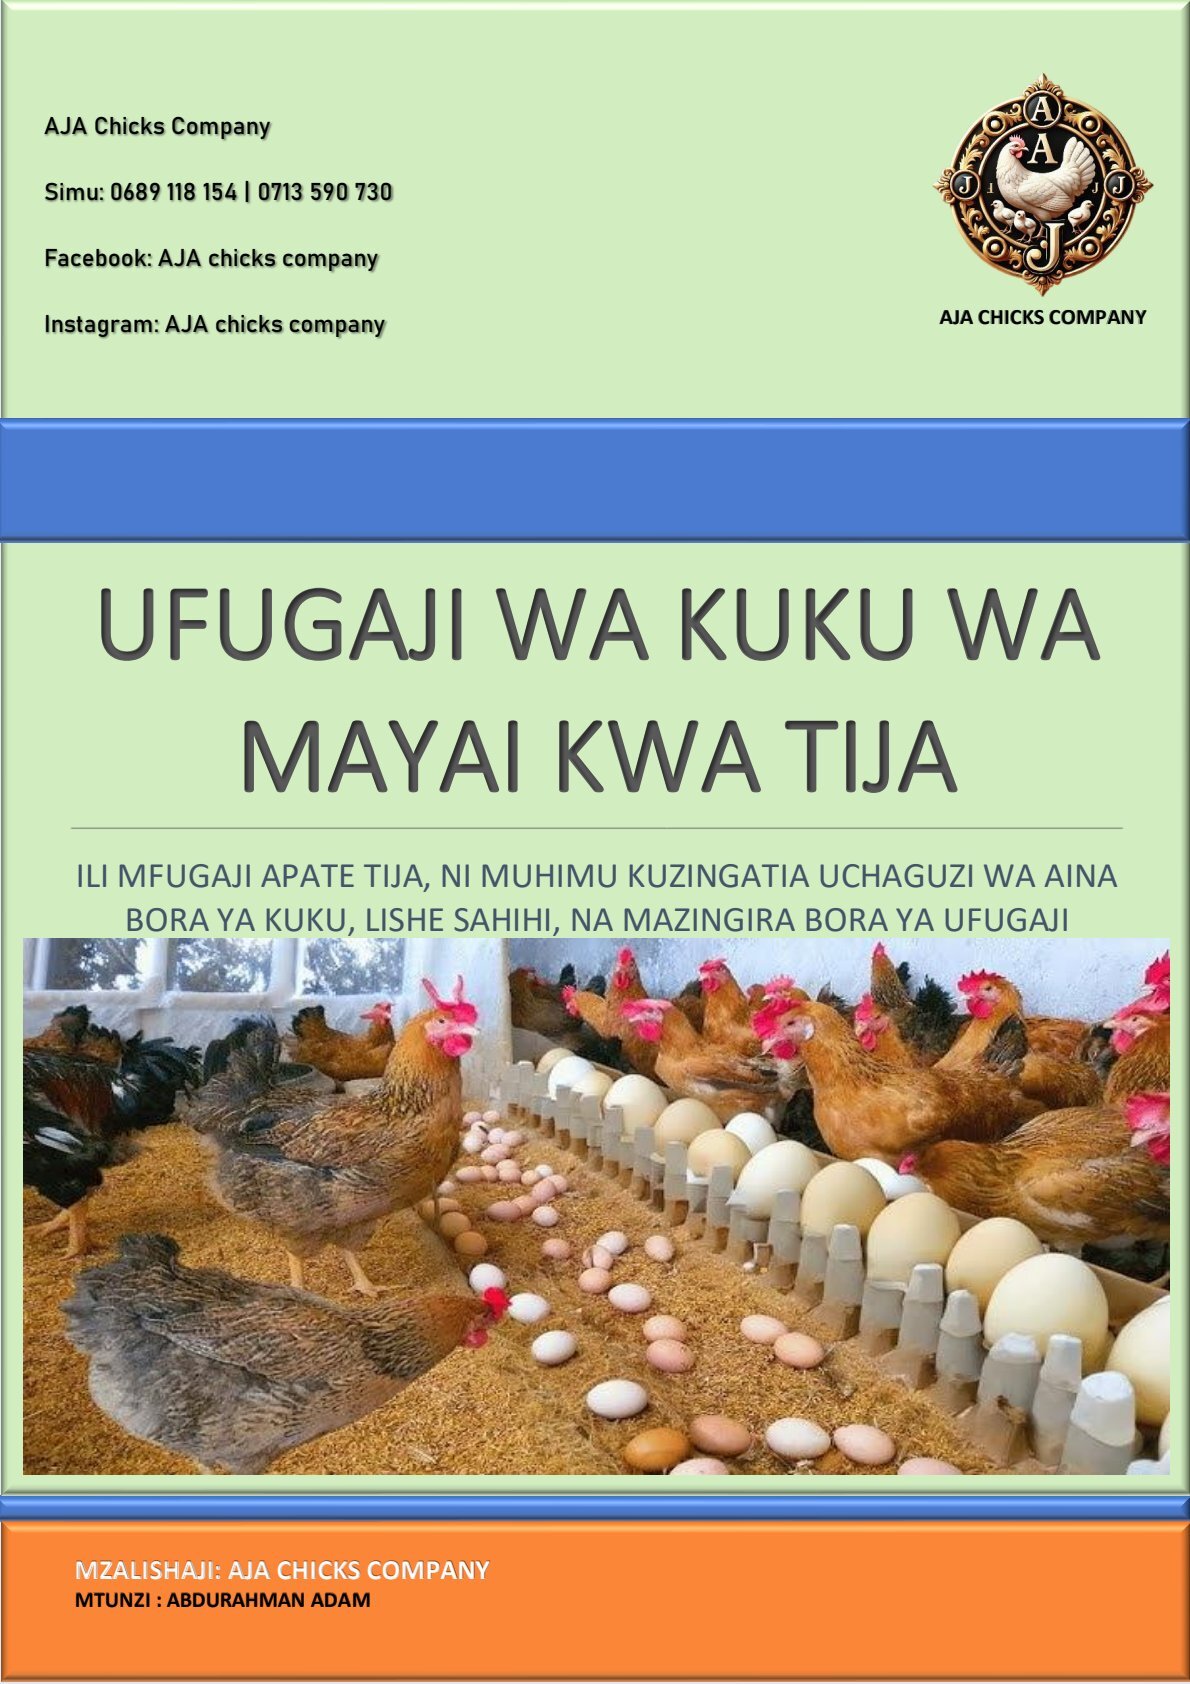 AJA Chicks Company
Simu: 0689 118 154 | 0713 590 730
Facebook: AJA chicks company
Instagram: AJA chicks company
A
A
J
J
J
J
J
AJA CHICKS COMPANY
UFUGAJI WA KUKU WA
MAYAI KWA TIJA
ILI MFUGAJI APATE TIJA, NI MUHIMU KUZINGATIA UCHAGUZI WA AINA
BORA YA KUKU, LISHE SAHIHI, NA MAZINGIRA BORA YA UFUGAJI
MZALISHAJI: AJA CHICKS COMPANY
MTUNZI : ABDURAHMAN ADAM